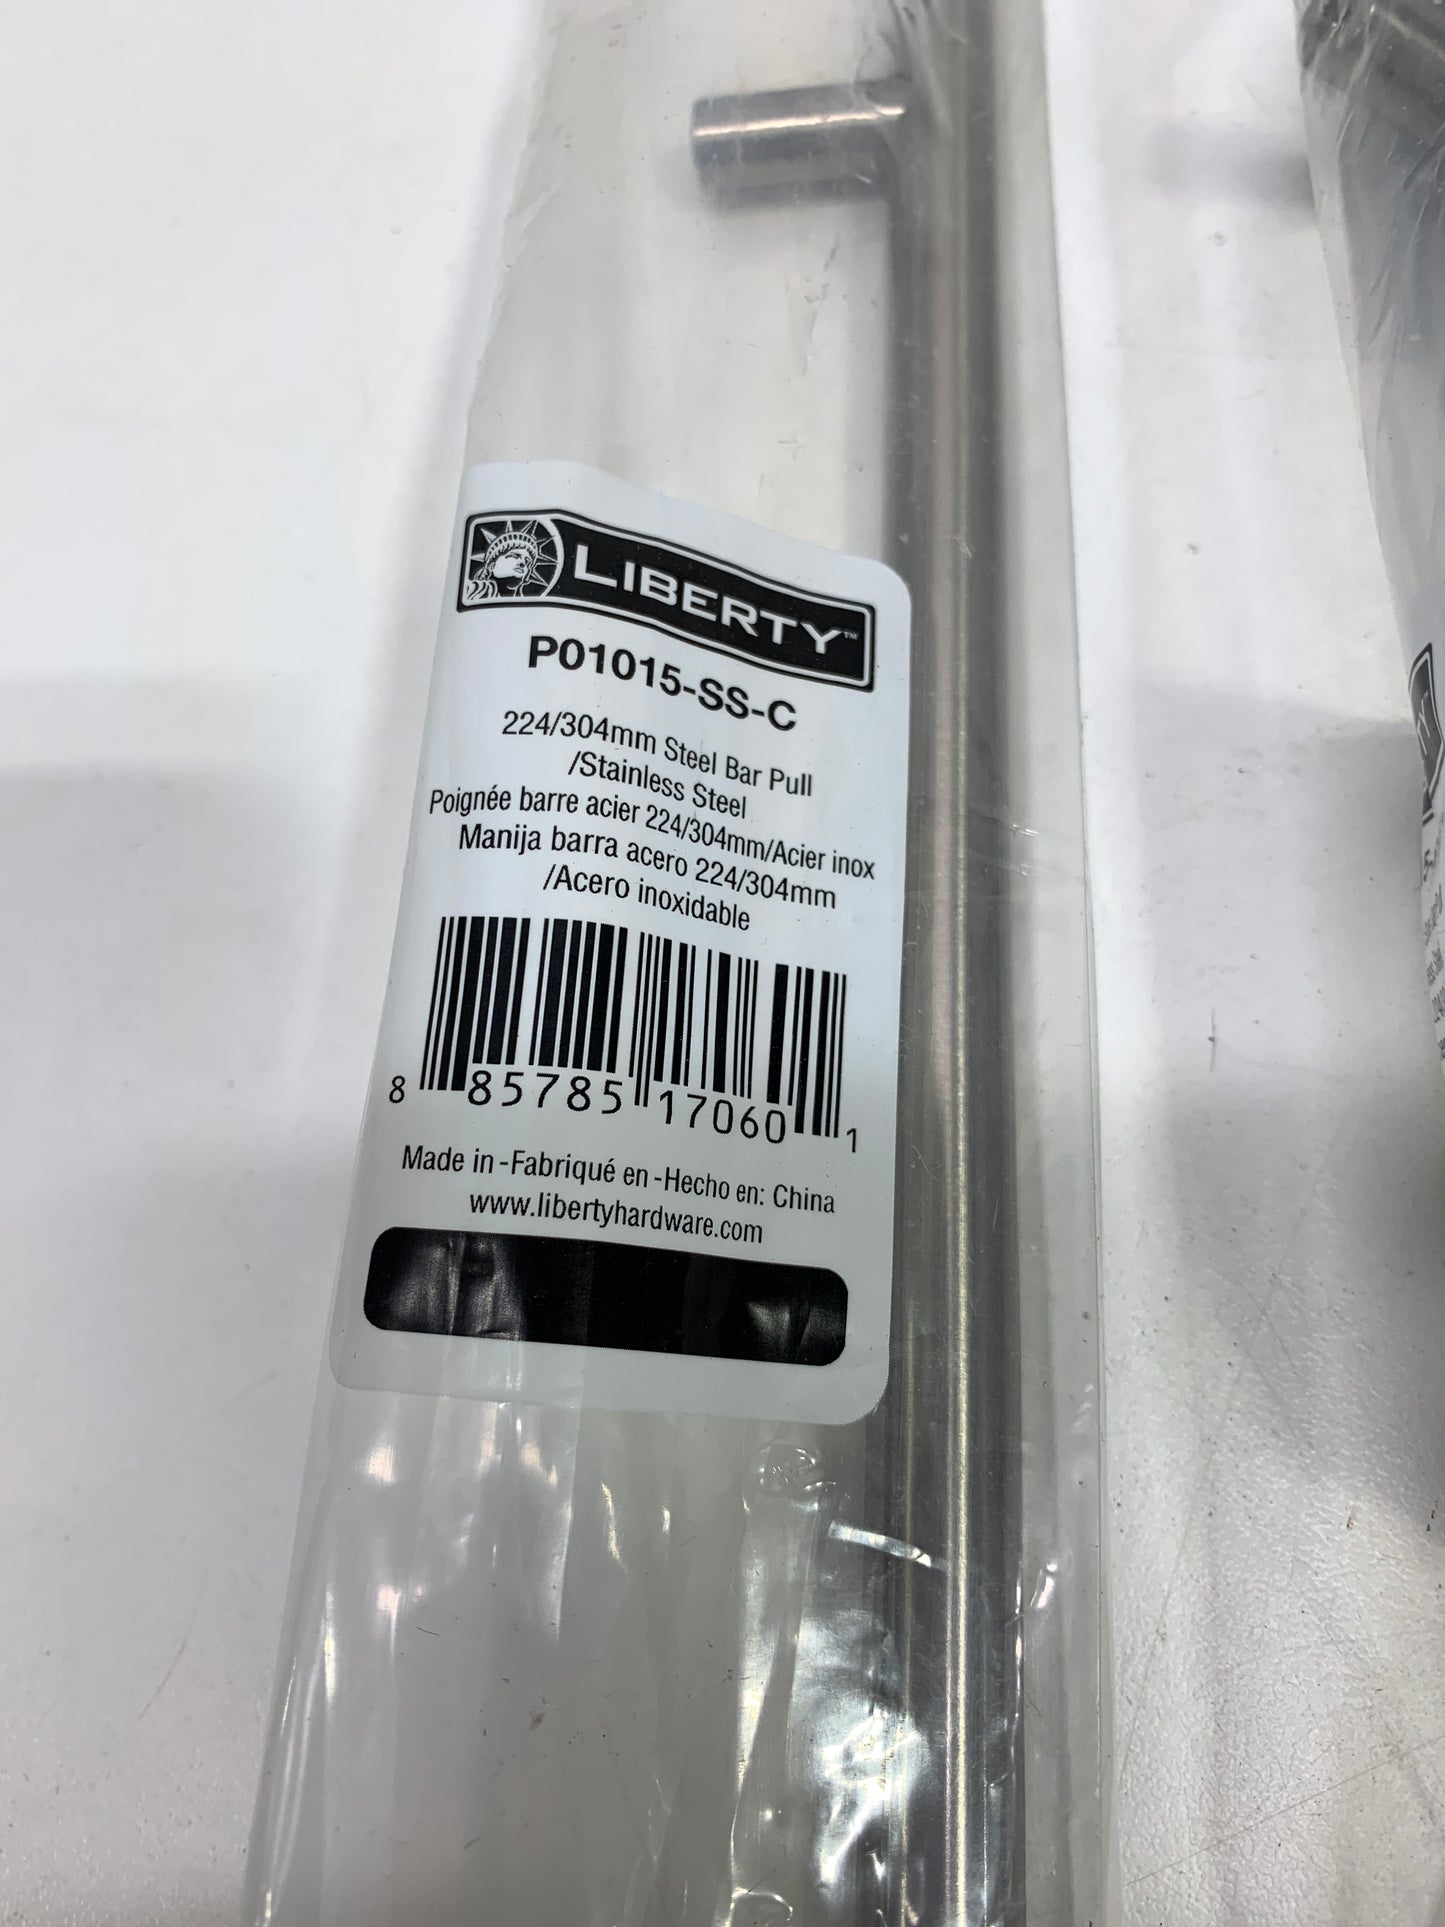 LIBERTY™
P01015-SS-C
224/304mm Steel Bar Pull
/Stainless Steel
Poignée barre acier 224/304mm/Acier inox
Manija barra acero 224/304mm
/Acero inoxidable
8 85785 17060 1
Made in -Fabriqué en -Hecho en: China
www.libertyhardware.com